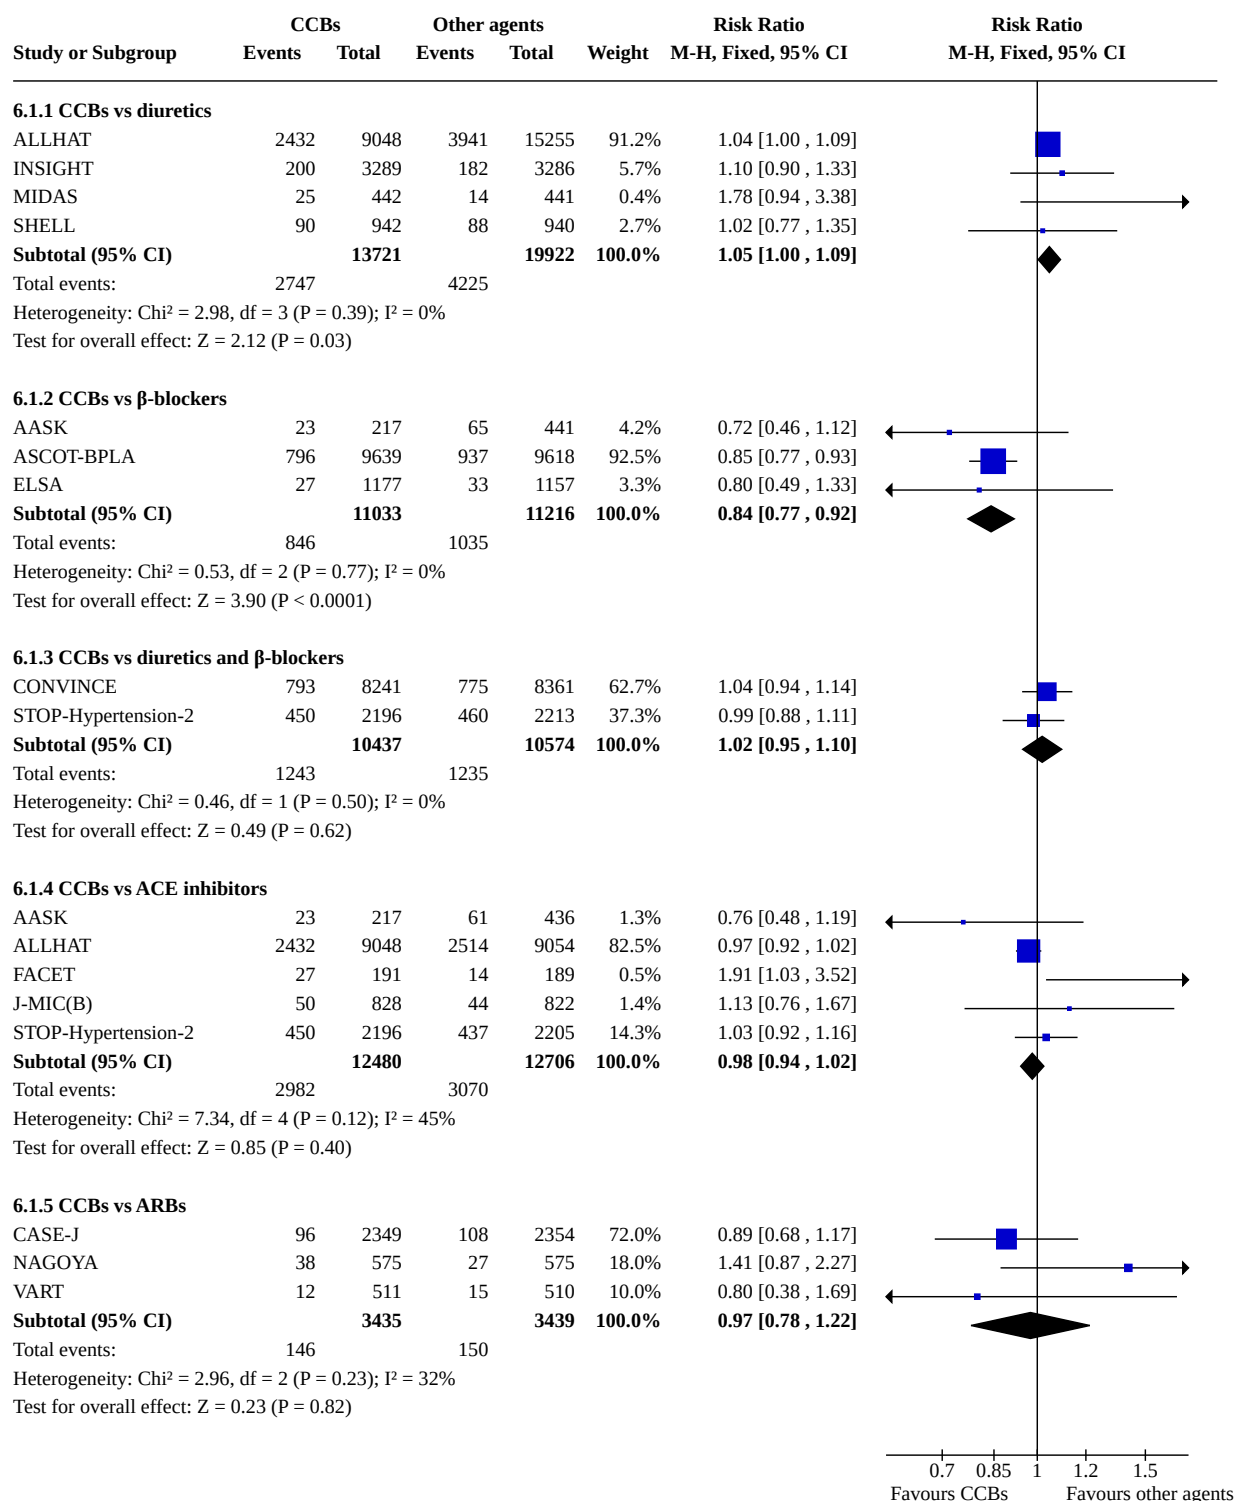 CCBs Other agents Risk Ratio Risk Ratio
Study or Subgroup Events Total Events Total Weight M-H, Fixed, 95% CI M-H, Fixed, 95% CI
6.1.1 CCBs vs diuretics
ALLHAT 2432 9048 3941 15255 91.2% 1.04 [1.00 , 1.09]
INSIGHT 200 3289 182 3286 5.7% 1.10 [0.90 , 1.33]
MIDAS 25 442 14 441 0.4% 1.78 [0.94 , 3.38]
SHELL 90 942 88 940 2.7% 1.02 [0.77 , 1.35]
Subtotal (95% CI) 13721 19922 100.0% 1.05 [1.00 , 1.09]
Total events: 2747 4225
Heterogeneity: Chi² = 2.98, df = 3 (P = 0.39); I² = 0%
Test for overall effect: Z = 2.12 (P = 0.03)
6.1.2 CCBs vs β-blockers
AASK 23 217 65 441 4.2% 0.72 [0.46 , 1.12]
ASCOT-BPLA 796 9639 937 9618 92.5% 0.85 [0.77 , 0.93]
ELSA 27 1177 33 1157 3.3% 0.80 [0.49 , 1.33]
Subtotal (95% CI) 11033 11216 100.0% 0.84 [0.77 , 0.92]
Total events: 846 1035
Heterogeneity: Chi² = 0.53, df = 2 (P = 0.77); I² = 0%
Test for overall effect: Z = 3.90 (P < 0.0001)
6.1.3 CCBs vs diuretics and β-blockers
CONVINCE 793 8241 775 8361 62.7% 1.04 [0.94 , 1.14]
STOP-Hypertension-2 450 2196 460 2213 37.3% 0.99 [0.88 , 1.11]
Subtotal (95% CI) 10437 10574 100.0% 1.02 [0.95 , 1.10]
Total events: 1243 1235
Heterogeneity: Chi² = 0.46, df = 1 (P = 0.50); I² = 0%
Test for overall effect: Z = 0.49 (P = 0.62)
6.1.4 CCBs vs ACE inhibitors
AASK 23 217 61 436 1.3% 0.76 [0.48 , 1.19]
ALLHAT 2432 9048 2514 9054 82.5% 0.97 [0.92 , 1.02]
FACET 27 191 14 189 0.5% 1.91 [1.03 , 3.52]
J-MIC(B) 50 828 44 822 1.4% 1.13 [0.76 , 1.67]
STOP-Hypertension-2 450 2196 437 2205 14.3% 1.03 [0.92 , 1.16]
Subtotal (95% CI) 12480 12706 100.0% 0.98 [0.94 , 1.02]
Total events: 2982 3070
Heterogeneity: Chi² = 7.34, df = 4 (P = 0.12); I² = 45%
Test for overall effect: Z = 0.85 (P = 0.40)
6.1.5 CCBs vs ARBs
CASE-J 96 2349 108 2354 72.0% 0.89 [0.68 , 1.17]
NAGOYA 38 575 27 575 18.0% 1.41 [0.87 , 2.27]
VART 12 511 15 510 10.0% 0.80 [0.38 , 1.69]
Subtotal (95% CI) 3435 3439 100.0% 0.97 [0.78 , 1.22]
Total events: 146 150
Heterogeneity: Chi² = 2.96, df = 2 (P = 0.23); I² = 32%
Test for overall effect: Z = 0.23 (P = 0.82)
0.7 0.85 1 1.2 1.5
Favours CCBs Favours other agents